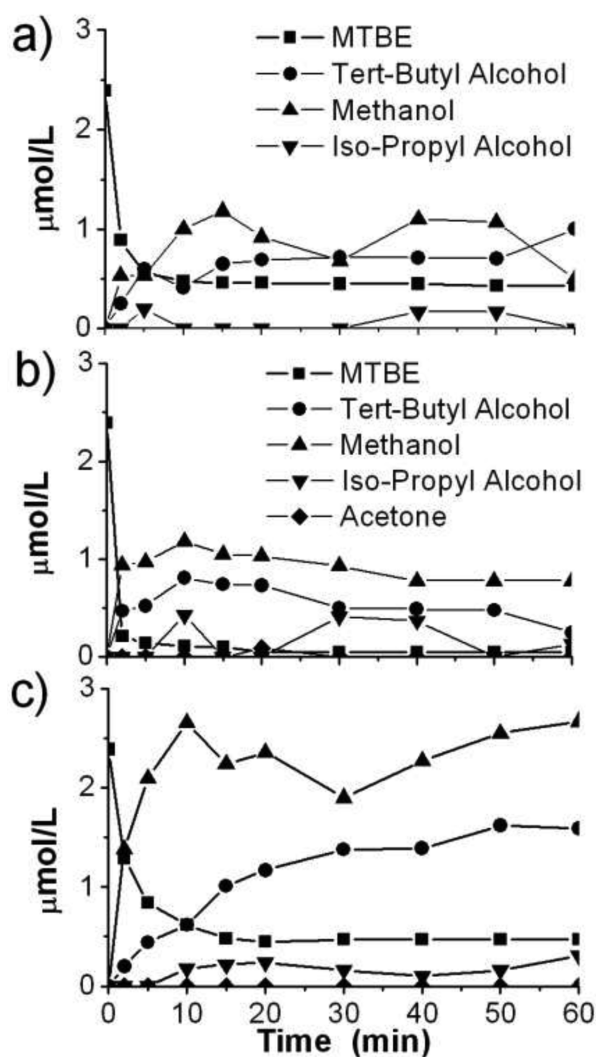 a)
3
2
1
0
μmol/L
MTBE
Tert-Butyl Alcohol
Methanol
Iso-Propyl Alcohol
b)
3
2
1
0
μmol/L
MTBE
Tert-Butyl Alcohol
Methanol
Iso-Propyl Alcohol
Acetone
c)
3
2
1
0
μmol/L
0 10 20 30 40 50 60
Time (min)